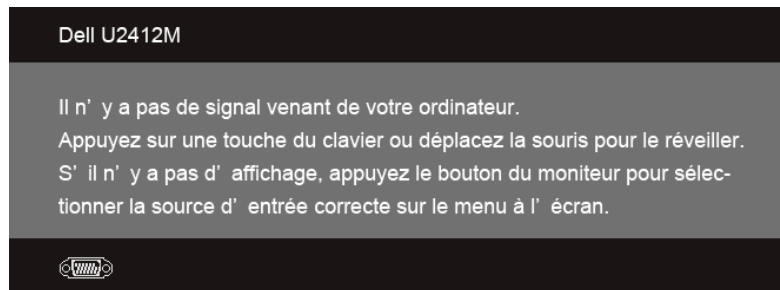 Dell U2412M
Il n’ y a pas de signal venant de votre ordinateur.
Appuyez sur une touche du clavier ou déplacez la souris pour le réveiller.
S’ il n’ y a pas d’ affichage, appuyez le bouton du moniteur pour sélec-
tionner la source d’ entrée correcte sur le menu à l’ écran.